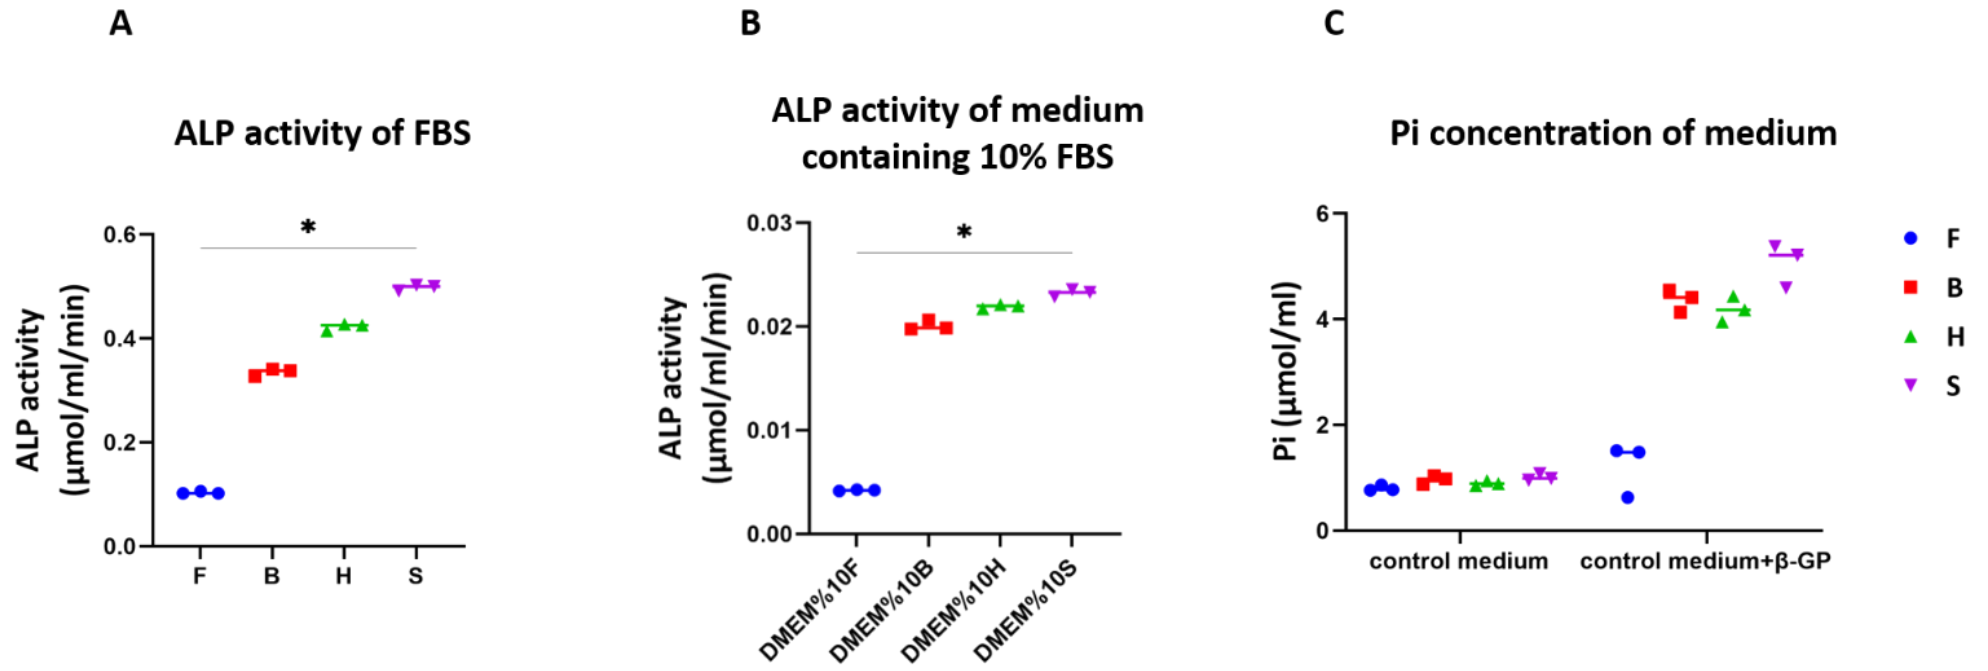 A
ALP activity of FBS
ALP activity
(μmol/ml/min)
0.6
0.4
0.2
0.0
*
F
B
H
S
B
ALP activity of medium
containing 10% FBS
ALP activity
(μmol/ml/min)
0.03
0.02
0.01
0.00
*
DMEM%10F
DMEM%10B
DMEM%10H
DMEM%10S
C
Pi concentration of medium
Pi (μmol/ml)
6
4
2
0
control medium
control medium+β-GP
F
B
H
S